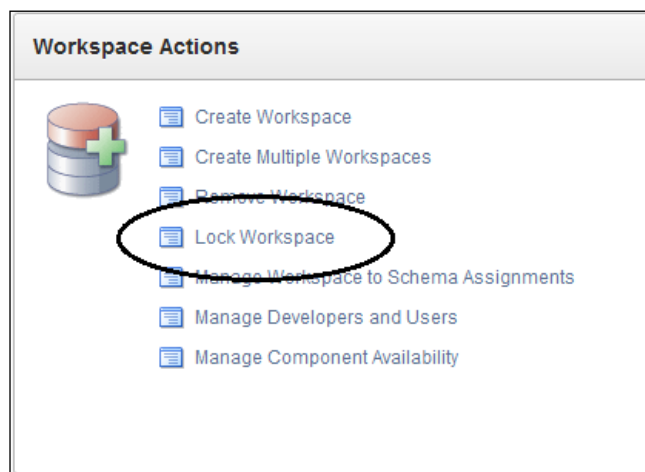 Workspace Actions
Create Workspace
Create Multiple Workspaces
Remove Workspace
Lock Workspace
Manage Workspace to Schema Assignments
Manage Developers and Users
Manage Component Availability